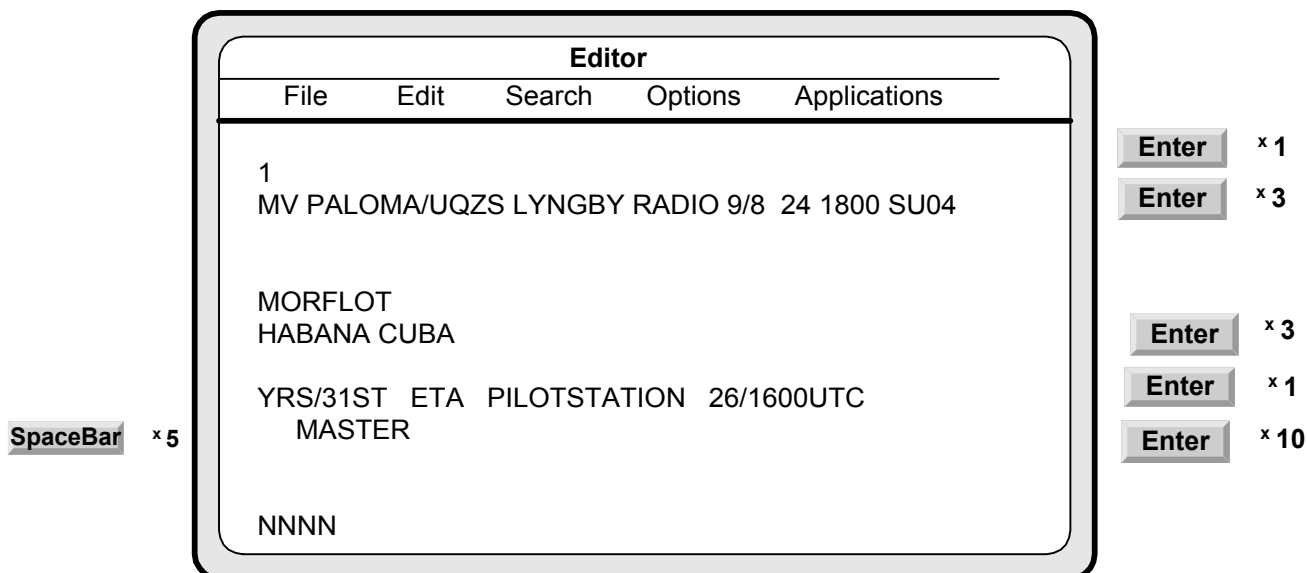 Editor
File Edit Search Options Applications
Enter x 1
1
MV PALOMA/UQZS LYNGBY RADIO 9/8 24 1800 SU04
Enter x 3
MORFLOT
HABANA CUBA
Enter x 3
YRS/31ST ETA PILOTSTATION 26/1600UTC
Enter x 1
SpaceBar x 5
MASTER
Enter x 10
NNNN